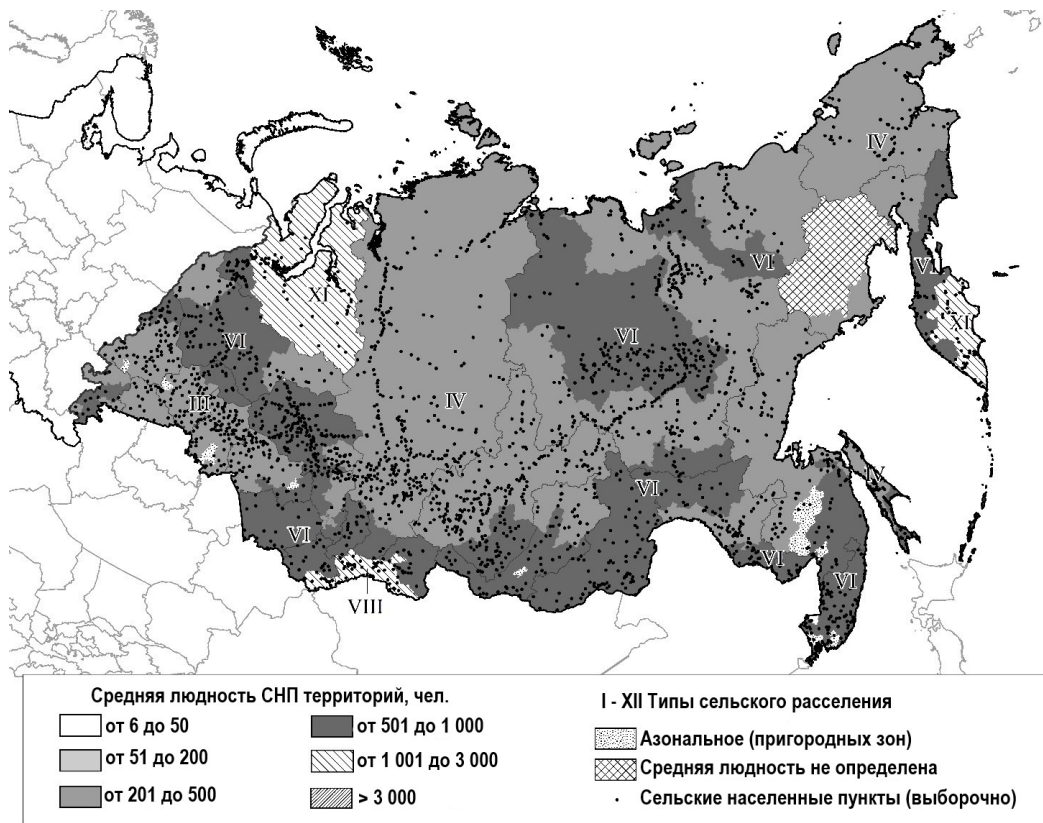 IV
VI
XI
VI
XI
VI
VI
III
IV
VI
IV
VI
VI
VI
VIII
Средняя людность СНП территорий, чел.
от 6 до 50
от 51 до 200
от 201 до 500
от 501 до 1 000
от 1 001 до 3 000
> 3 000
I - XII Типы сельского расселения
Азональное (пригородных зон)
Средняя людность не определена
Сельские населенные пункты (выборочно)